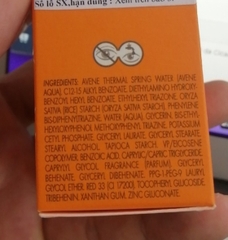 Số lô SX,hạn dùng : Xem trên bao bì
INGREDIENTS: AVENE THERMAL SPRING WATER (AVENE
AQUA). C12-15 ALKYL BENZOATE. DIETHYLAMINO HYDROXY-
BENZOYL HEXYL BENZOATE. ETHYLHEXYL TRIAZONE. ORYZA
SATIVA (RICE) STARCH (ORYZA SATIVA STARCH). PHENYLENE
BIS-DIPHENYLTRIAZINE. WATER (AQUA). GLYCERIN. BIS-ETHYL-
HEXYLOXYPHENOL METHOXYPHENYL TRIAZINE. POTASSIUM
CETYL PHOSPHATE. GLYCERYL LAURATE. GLYCERYL STEARATE.
STEARYL ALCOHOL. TAPIOCA STARCH. VP/EICOSENE
COPOLYMER. BENZOIC ACID. CAPRYLIC/CAPRIC TRIGLYCERIDE.
CAPRYLYL GLYCOL. FRAGRANCE (PARFUM). GLYCERYL
BEHENATE. GLYCERYL DIBEHENATE. PPG-1-PEG-9 LAURYL
GLYCOL ETHER. RED 33 (CI 17200). TOCOPHERYL GLUCOSIDE.
TRIBEHENIN. XANTHAN GUM. ZINC GLUCONATE.